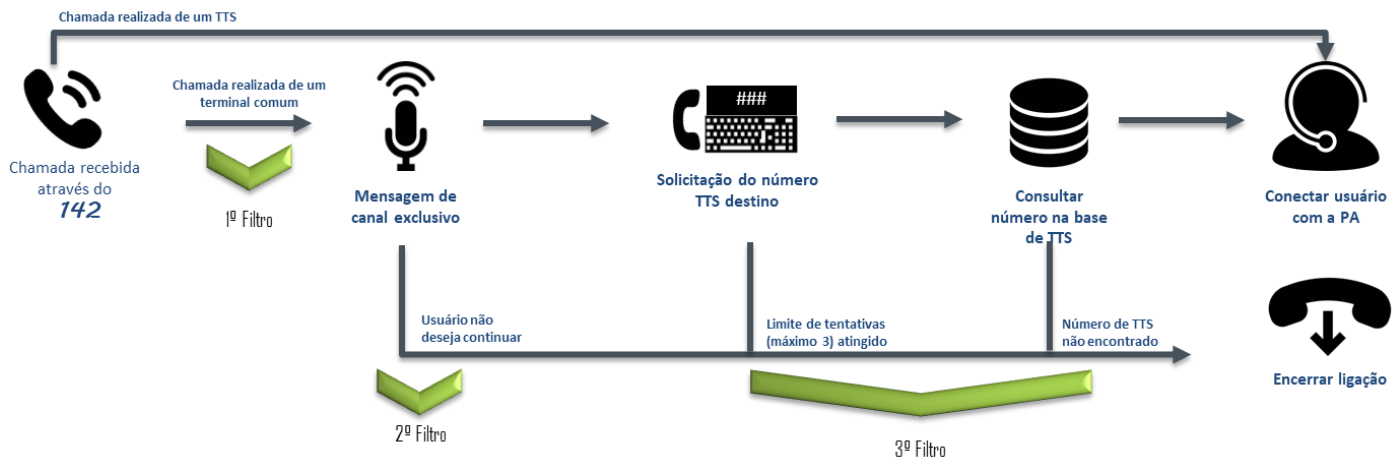 Chamada realizada de um TTS
Chamada recebida
através do
142
Chamada realizada de um
terminal comum
1º Filtro
Mensagem de
canal exclusivo
###
Solicitação do número
TTS destino
Consultar
número na base
de TTS
Conectar usuário
com a PA
Usuário não
deseja continuar
2º Filtro
Limite de tentativas
(máximo 3) atingido
Número de TTS
não encontrado
3º Filtro
Encerrar ligação